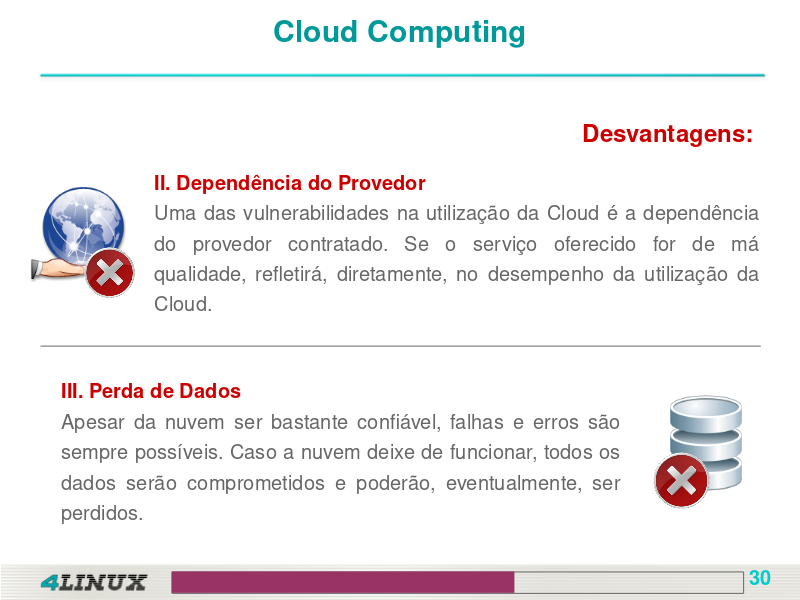 Cloud Computing
Desvantagens:
II. Dependência do Provedor
Uma das vulnerabilidades na utilização da Cloud é a dependência
do provedor contratado. Se o serviço oferecido for de má
qualidade, refletirá, diretamente, no desempenho da utilização da
Cloud.
III. Perda de Dados
Apesar da nuvem ser bastante confiável, falhas e erros são
sempre possíveis. Caso a nuvem deixe de funcionar, todos os
dados serão comprometidos e poderão, eventualmente, ser
perdidos.
4LINUX
30